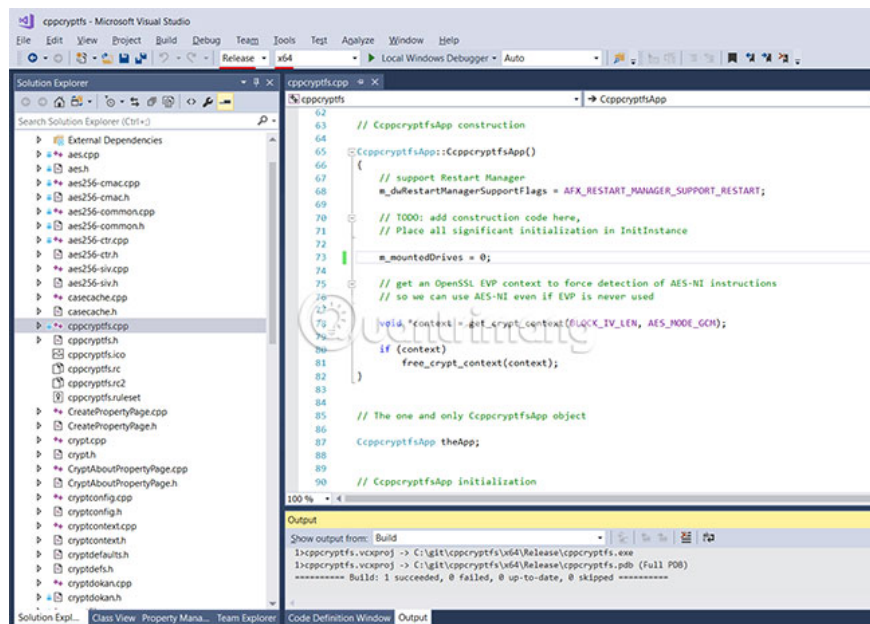 cppcryptfs - Microsoft Visual Studio
File Edit View Project Build Debug Team Tools Test Analyze Window Help
Release x64 Local Windows Debugger Auto
Solution Explorer
Search Solution Explorer (Ctrl+;)
External Dependencies
aes.cpp
aes.h
aes256-cmac.cpp
aes256-cmac.h
aes256-common.cpp
aes256-common.h
aes256-ctr.cpp
aes256-ctr.h
aes256-siv.cpp
aes256-siv.h
casecache.cpp
casecache.h
cppcryptfs.cpp
cppcryptfs.h
cppcryptfs.ico
cppcryptfs.rc
cppcryptfs.rc2
cppcryptfs.ruleset
CreatePropertyPage.cpp
CreatePropertyPage.h
crypt.cpp
crypt.h
CryptAboutPropertyPage.cpp
CryptAboutPropertyPage.h
cryptconfig.cpp
cryptconfig.h
cryptcontext.cpp
cryptcontext.h
cryptdefaults.h
cryptdefs.h
cryptdokan.cpp
cryptdokan.h
Solution Expl... Class View Property Mana... Team Explorer
cppcryptfs.cpp
cppcryptfs CcppcryptfsApp
62
63 // CcppcryptfsApp construction
64
65 CcppcryptfsApp::CcppcryptfsApp()
66 {
67 // support Restart Manager
68 m_dwRestartManagerSupportFlags = AFX_RESTART_MANAGER_SUPPORT_RESTART;
69
70 // TODO: add construction code here,
71 // Place all significant initialization in InitInstance
72
73 m_mountedDrives = 0;
74
75 // get an OpenSSL EVP context to force detection of AES-NI instructions
76 // so we can use AES-NI even if EVP is never used
77
78 void *context = get_crypt_context(BLOCK_IV_LEN, AES_MODE_GCM);
79
80 if (context)
81 free_crypt_context(context);
82 }
83
84
85 // The one and only CcppcryptfsApp object
86
87 CcppcryptfsApp theApp;
88
89
90 // CcppcryptfsApp initialization
100 %
quantrimang
Output
Show output from: Build
1>cppcryptfs.vcxproj -> C:\git\cppcryptfs\x64\Release\cppcryptfs.exe
1>cppcryptfs.vcxproj -> C:\git\cppcryptfs\x64\Release\cppcryptfs.pdb (Full PDB)
========== Build: 1 succeeded, 0 failed, 0 up-to-date, 0 skipped ==========
Code Definition Window Output